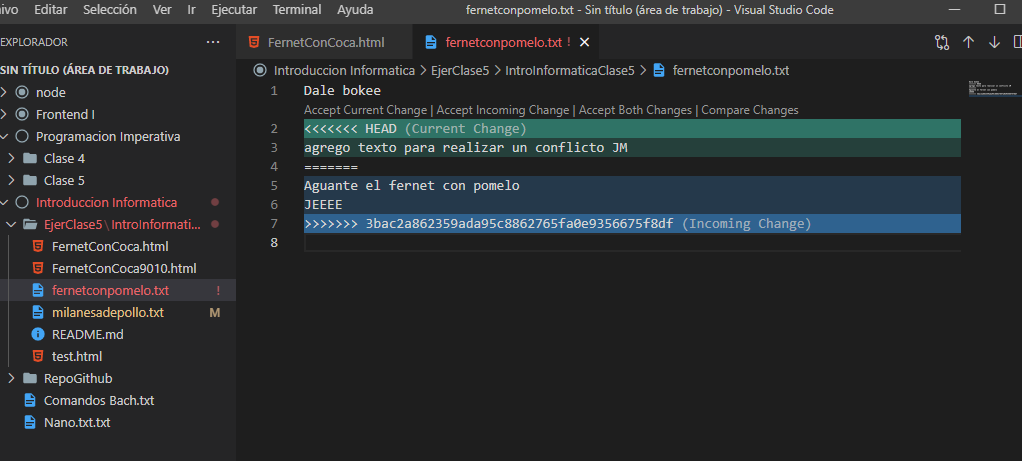 ivo Editar Selección Ver Ir Ejecutar Terminal Ayuda fernetconpomelo.txt - Sin título (área de trabajo) - Visual Studio Code
EXPLORADOR
SIN TÍTULO (ÁREA DE TRABAJO)
node
Frontend I
Programacion Imperativa
Clase 4
Clase 5
Introduccion Informatica
EjerClase5 \ IntroInformati...
FernetConCoca.html
FernetConCoca9010.html
fernetconpomelo.txt !
milanesadepollo.txt M
README.md
test.html
RepoGithub
Comandos Bach.txt
Nano.txt.txt
FernetConCoca.html fernetconpomelo.txt !
Introduccion Informatica > EjerClase5 > IntroInformaticaClase5 > fernetconpomelo.txt
1 Dale bokee
Accept Current Change | Accept Incoming Change | Accept Both Changes | Compare Changes
2 <<<<<<< HEAD (Current Change)
3 agrego texto para realizar un conflicto JM
4 =======
5 Aguante el fernet con pomelo
6 JEEEE
7 >>>>>>> 3bac2a862359ada95c8862765fa0e9356675f8df (Incoming Change)
8